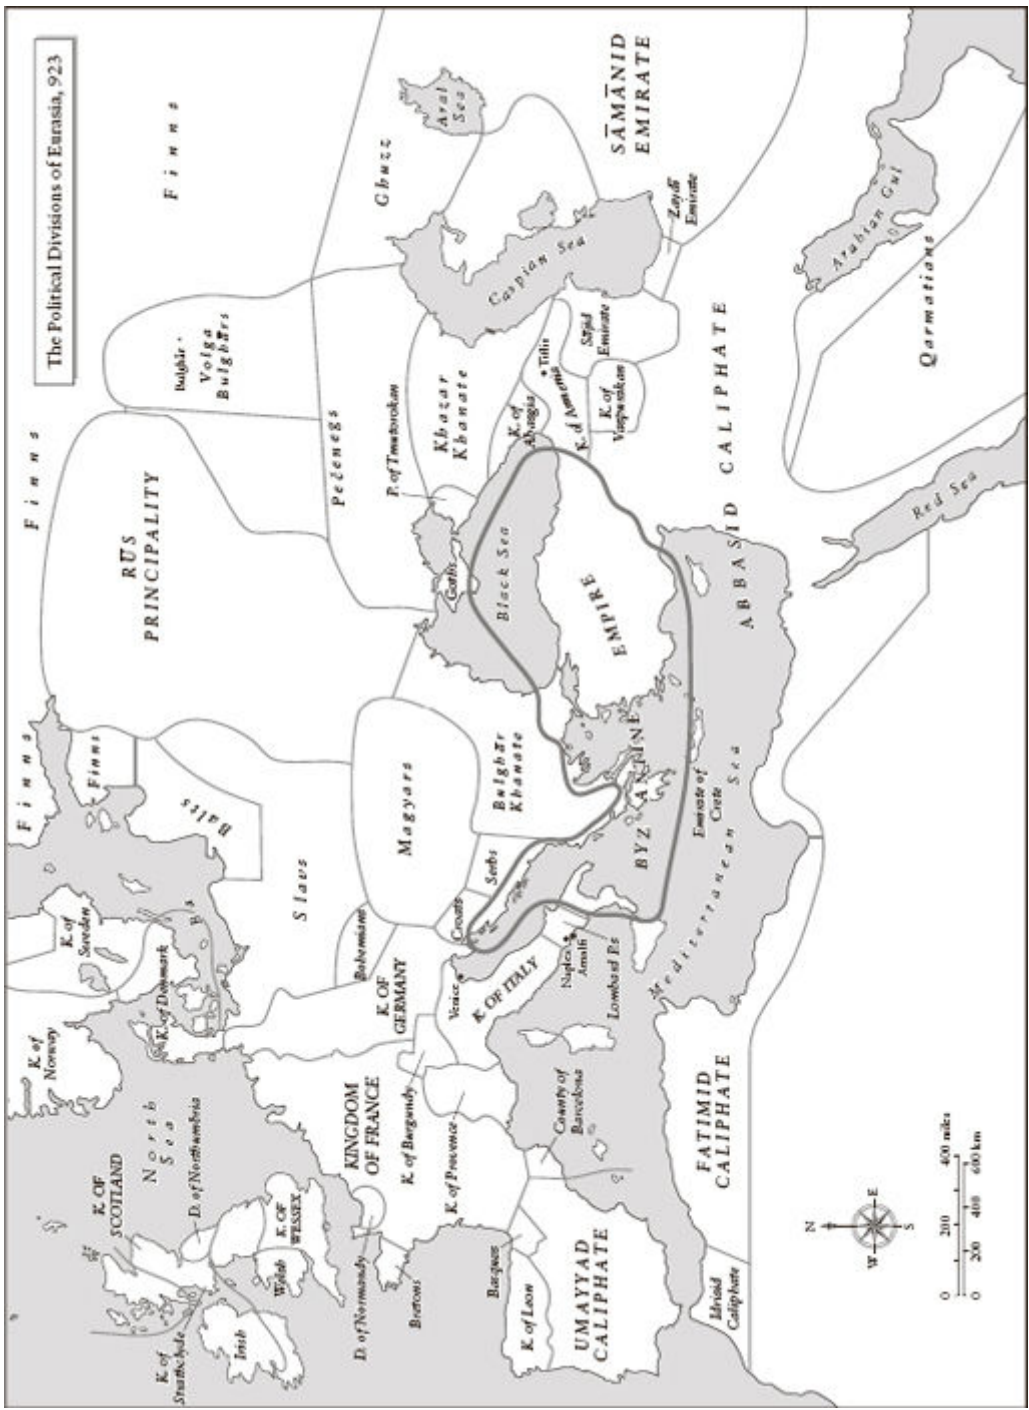 The Political Divisions of Eurasia, 923
Finns
Finns
Finns
Finns
K. of
Norway
K. of
Sweden
K. of Denmark
Balts
RŪS
PRINCIPALITY
Bulghār
Volga
Bulghārs
K. OF
SCOTLAND
North
Sea
D. of Northumbria
K. of
Strathclyde
Irish
Welsh
K. OF
WESSEX
Slavs
Pečenegs
Ghuzz
Aral
Sea
D. of Normandy
Bretons
KINGDOM
OF FRANCE
K. OF
GERMANY
Bohemians
Magyars
P. of Tmutorokan
Khazar
Khanate
K. of Burgundy
K. of Provence
Venice
Croats
Serbs
Bulghār
Khanate
Goths
Black Sea
K. of
Abasgia
Tiflis
Caspian Sea
SĀMĀNID
EMIRATE
Basques
K. of Leon
UMAYYAD
CALIPHATE
County of
Barcelona
K. OF ITALY
Naples
Amalfi
Lombard P.s
BYZANTINE
EMPIRE
K. of Armenia
K. of
Vaspurakan
Sājid
Emirate
Zaydī
Emirate
Idrisid
Caliphate
FATIMID
CALIPHATE
Mediterranean Sea
Emirate of
Crete
ABBASID CALIPHATE
Red Sea
Arabian Gul
Qarmatians
N
W
E
S
0
200
400 miles
0
200
400
600 km